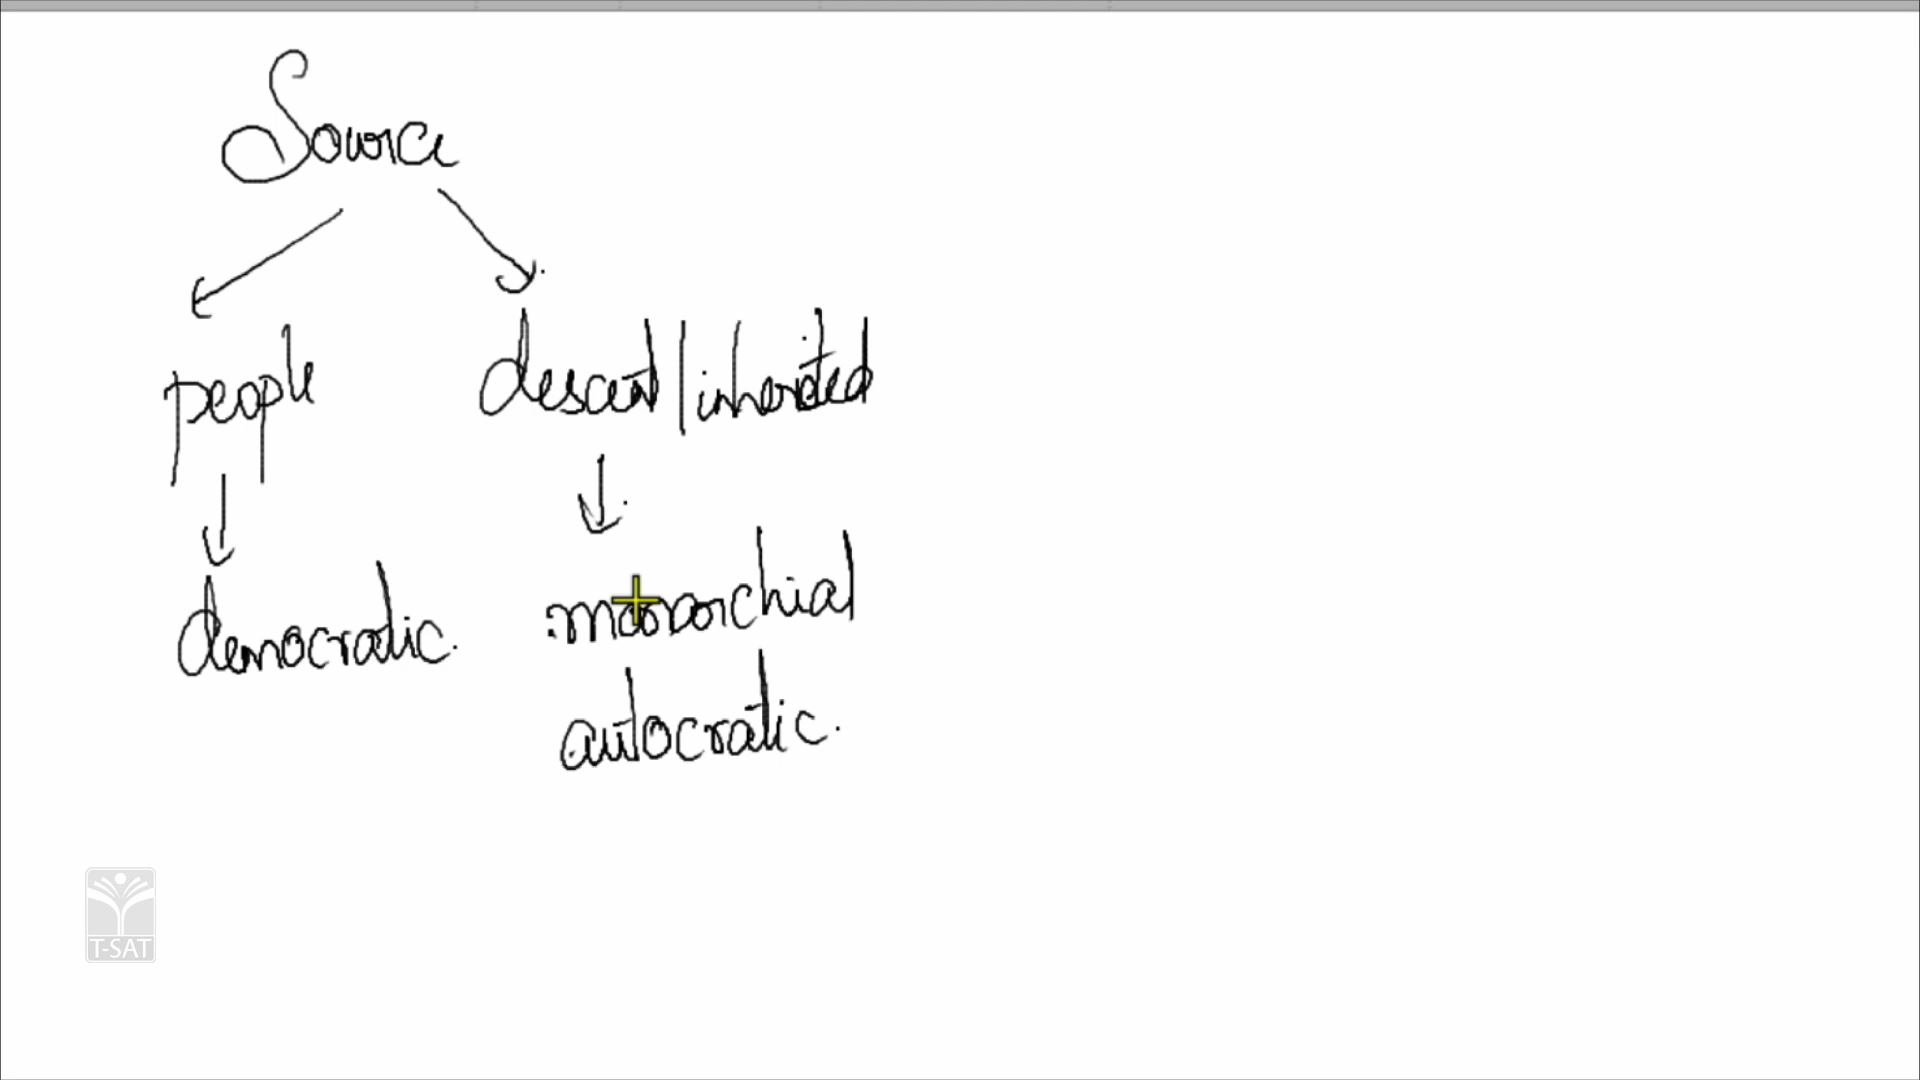 Source
people descent/inherited
democratic. monarchial
autocratic.
T-SAT